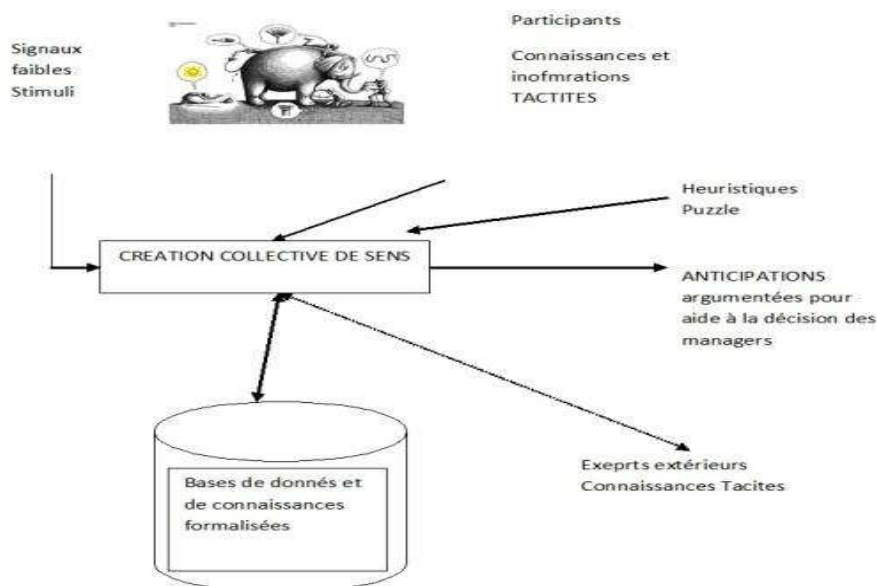 Signaux
faibles
Stimuli
Participants
Connaissances et
inofmrations
TACTITES
Heuristiques
Puzzle
CREATION COLLECTIVE DE SENS
ANTICIPATIONS
argumentées pour
aide à la décision des
managers
Bases de donnés et
de connaissances
formalisées
Exeprts extérieurs
Connaissances Tacites